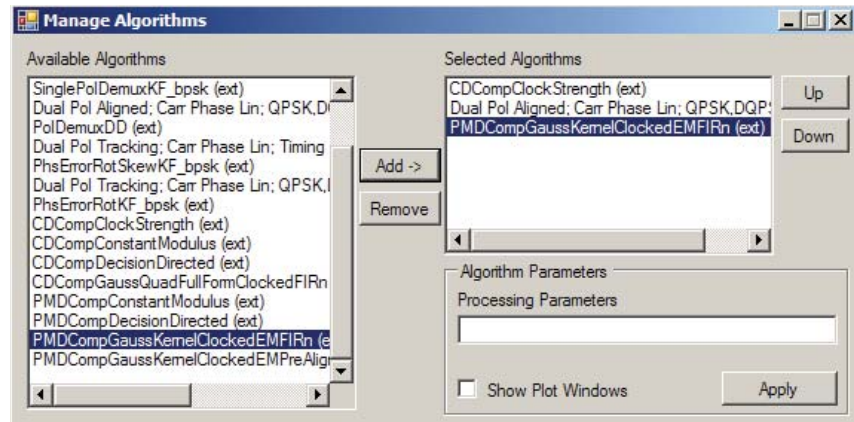 Manage Algorithms
Available Algorithms
SinglePolDemuxKF_bpsk (ext)
Dual Pol Aligned; Carr Phase Lin; QPSK,D
PolDemuxDD (ext)
Dual Pol Tracking; Carr Phase Lin; Timing
PhsErrorRotSkewKF_bpsk (ext)
Dual Pol Tracking; Carr Phase Lin; QPSK,
PhsErrorRotKF_bpsk (ext)
CDCompClockStrength (ext)
CDCompConstantModulus (ext)
CDCompDecisionDirected (ext)
CDCompGaussQuadFullFormClockedFIRn
PMDCompConstantModulus (ext)
PMDCompDecisionDirected (ext)
PMDCompGaussKernelClockedEMFIRn (e
PMDCompGaussKernelClockedEMPreAlign
Add ->
Remove
Selected Algorithms
CDCompClockStrength (ext)
Dual Pol Aligned; Carr Phase Lin; QPSK,DQPS
PMDCompGaussKernelClockedEMFIRn (ext)
Up
Down
Algorithm Parameters
Processing Parameters
Show Plot Windows
Apply